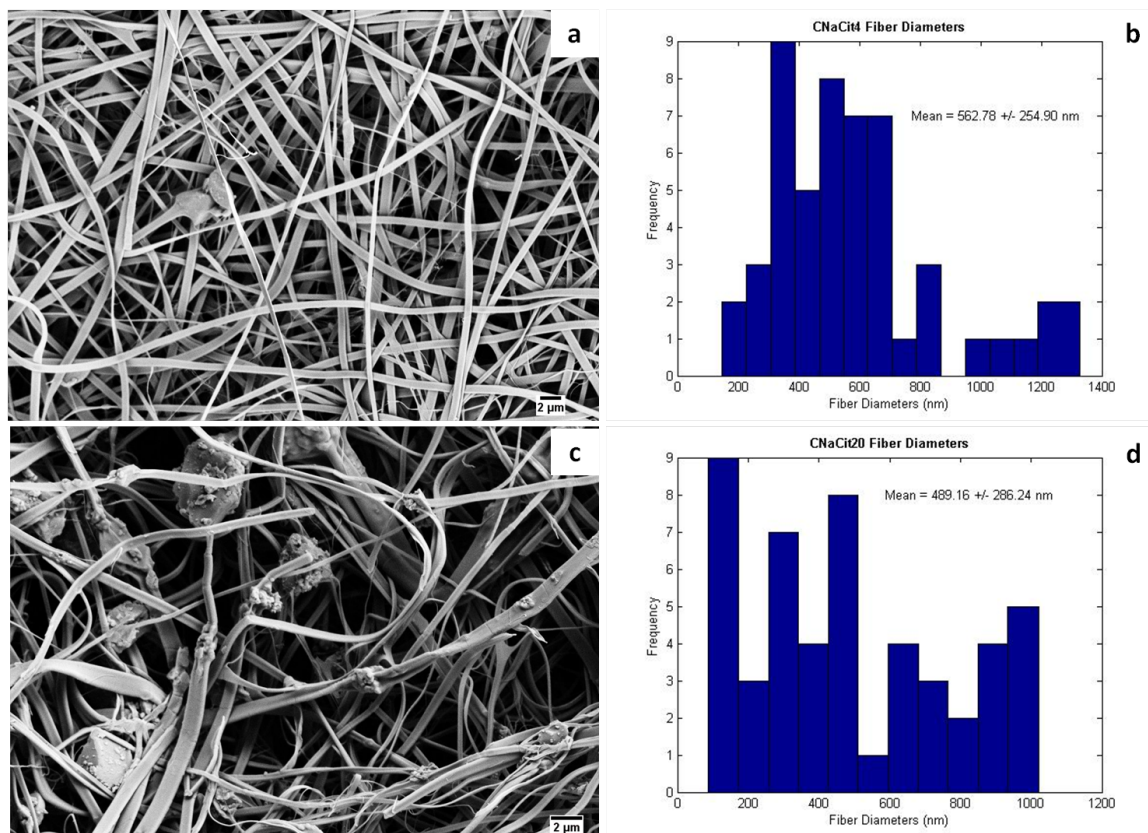 a
2 µm
b
CNaCit4 Fiber Diameters
Mean = 562.78 +/- 254.90 nm
Frequency
9
8
7
6
5
4
3
2
1
0
0 200 400 600 800 1000 1200 1400
Fiber Diameters (nm)
c
2 µm
d
CNaCit20 Fiber Diameters
Mean = 489.16 +/- 286.24 nm
Frequency
9
8
7
6
5
4
3
2
1
0
0 200 400 600 800 1000 1200
Fiber Diameters (nm)